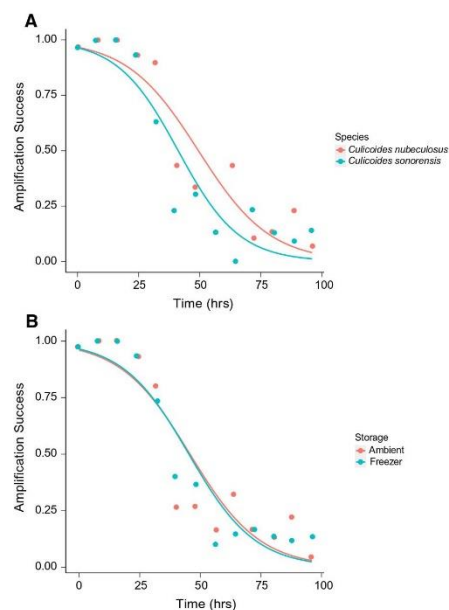 A
1.00
0.75
0.50
0.25
0.00
Amplification Success
0 25 50 75 100
Time (hrs)
Species
Culicoides nubeculosus
Culicoides sonorensis
B
1.00
0.75
0.50
0.25
0.00
Amplification Success
0 25 50 75 100
Time (hrs)
Storage
Ambient
Freezer